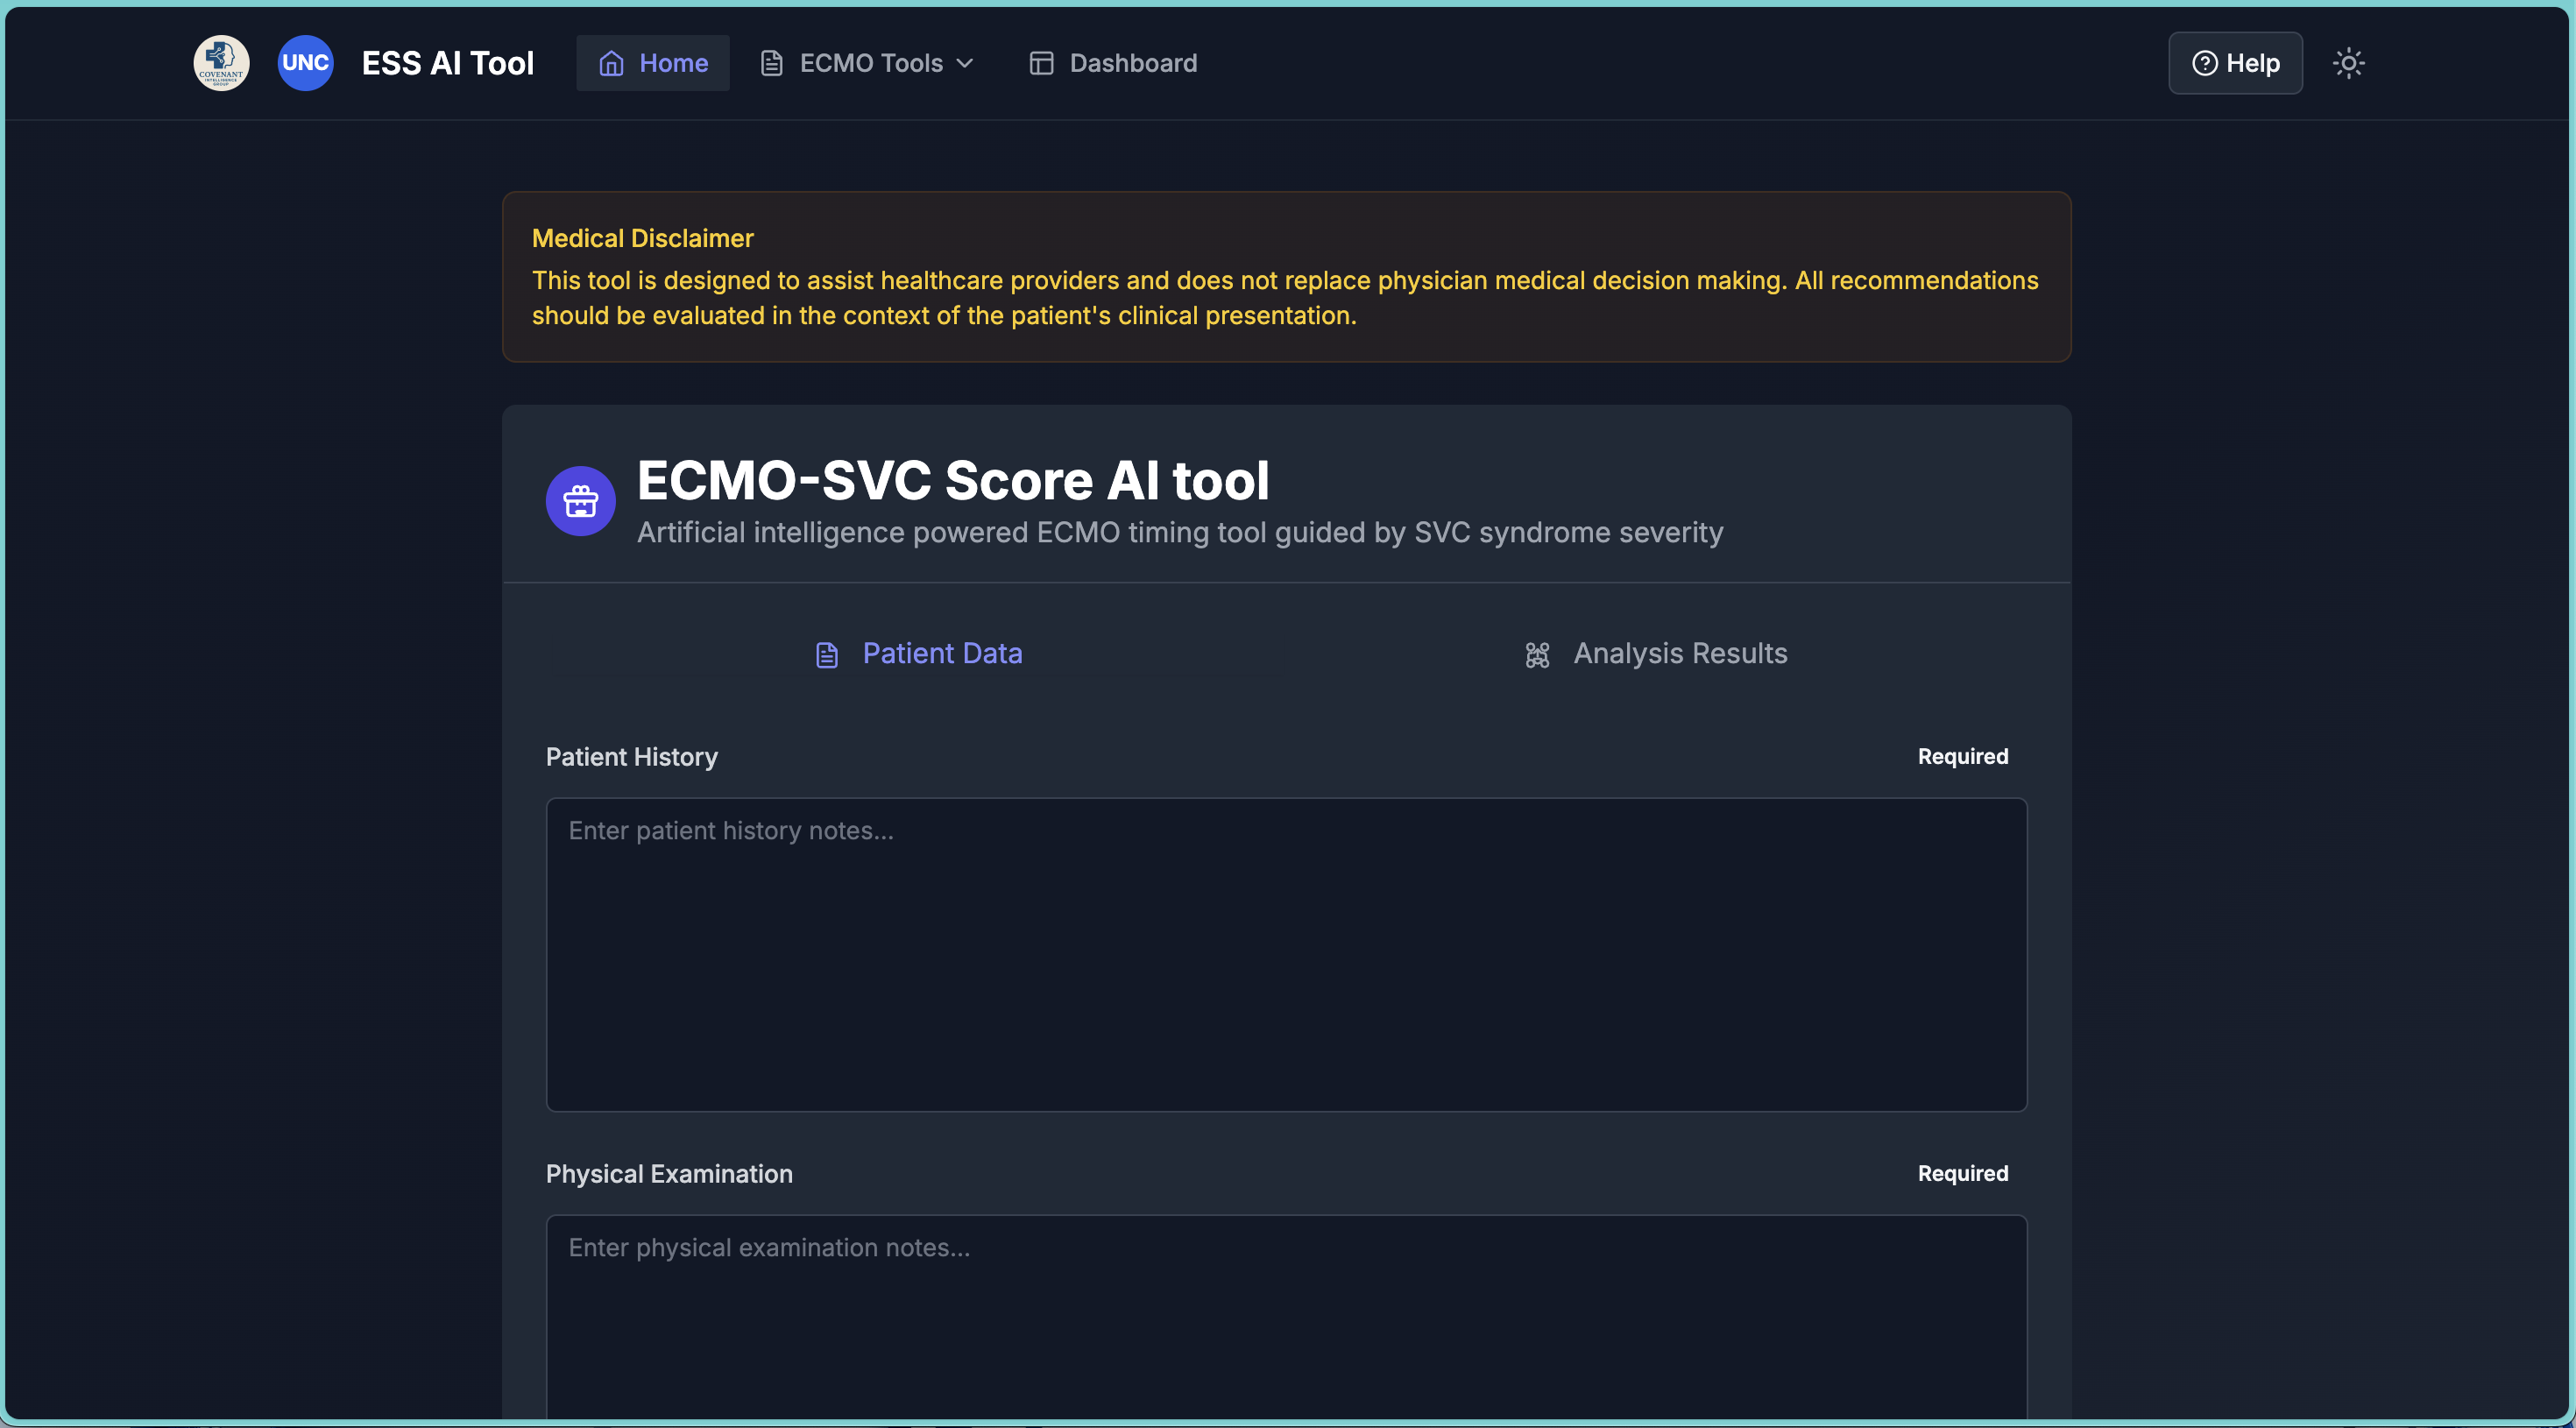 COVENANT
INTELLIGENCE
GROUP
UNC
ESS AI Tool
Home
ECMO Tools
Dashboard
Help
Medical Disclaimer
This tool is designed to assist healthcare providers and does not replace physician medical decision making. All recommendations
should be evaluated in the context of the patient's clinical presentation.
ECMO-SVC Score AI tool
Artificial intelligence powered ECMO timing tool guided by SVC syndrome severity
Patient Data
Analysis Results
Patient History
Required
Enter patient history notes...
Physical Examination
Required
Enter physical examination notes...